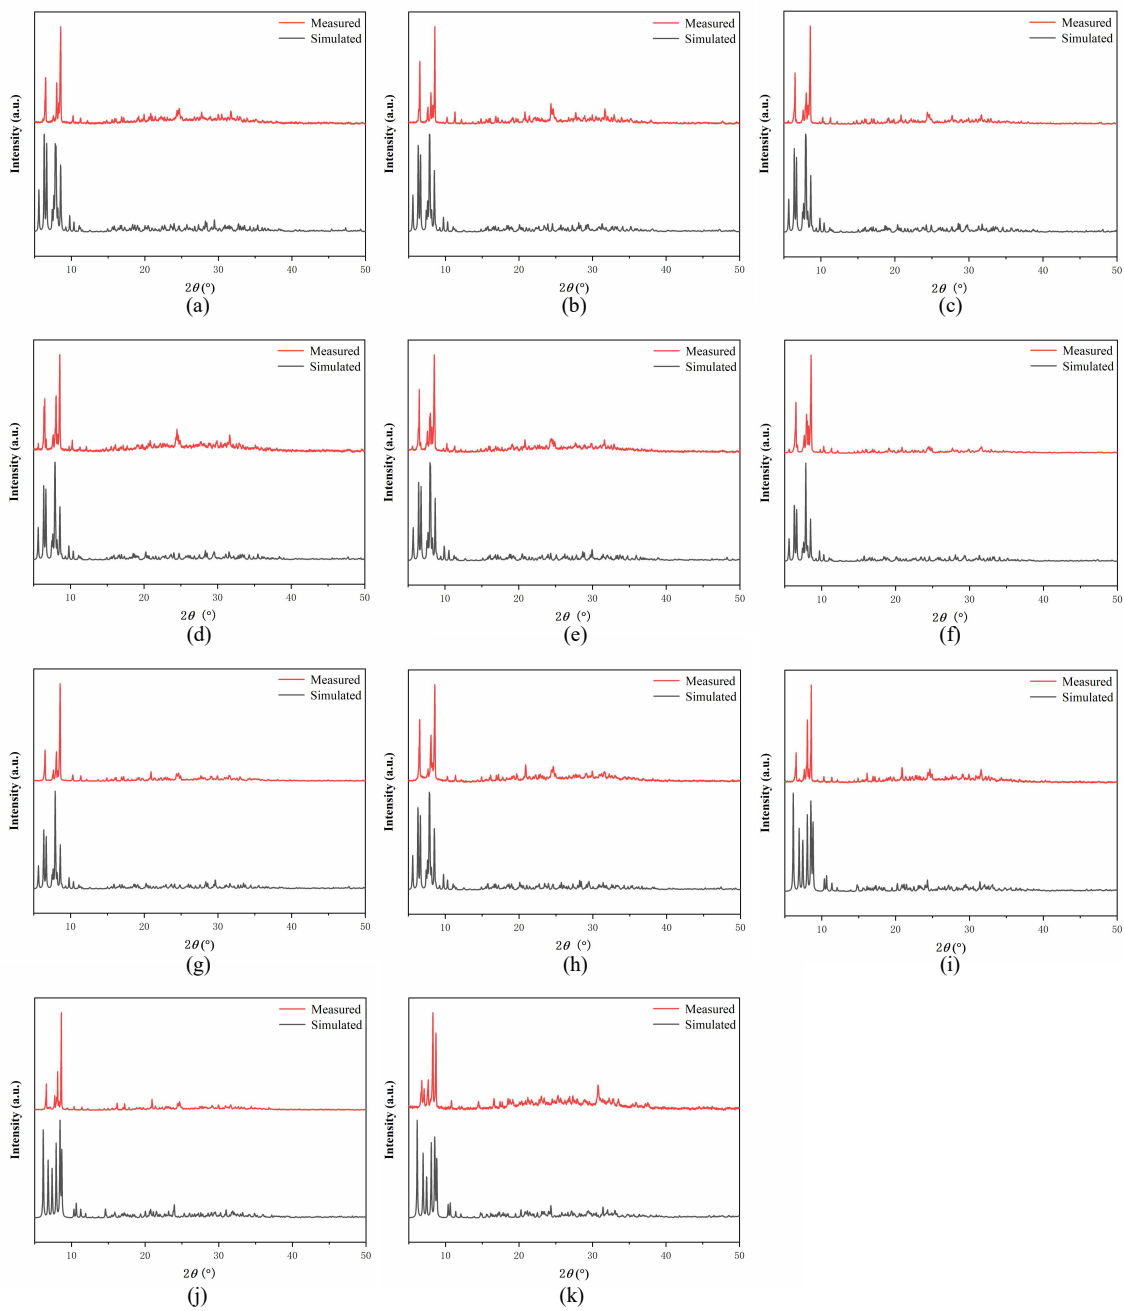 Measured
Simulated
Intensity (a.u.)
10 20 30 40 50
2θ(°)
(a)
Measured
Simulated
Intensity (a.u.)
10 20 30 40 50
2θ(°)
(b)
Measured
Simulated
Intensity (a.u.)
10 20 30 40 50
2θ (°)
(c)
Measured
Simulated
Intensity (a.u.)
10 20 30 40 50
2θ (°)
(d)
Measured
Simulated
Intensity (a.u.)
10 20 30 40 50
2θ (°)
(e)
Measured
Simulated
Intensity (a.u.)
10 20 30 40 50
2θ (°)
(f)
Measured
Simulated
Intensity (a.u.)
10 20 30 40 50
2θ(°)
(g)
Measured
Simulated
Intensity (a.u.)
10 20 30 40 50
2θ (°)
(h)
Measured
Simulated
Intensity (a.u.)
10 20 30 40 50
2θ(°)
(i)
Measured
Simulated
Intensity (a.u.)
10 20 30 40 50
2θ(°)
(j)
Measured
Simulated
Intensity (a.u.)
10 20 30 40 50
2θ(°)
(k)